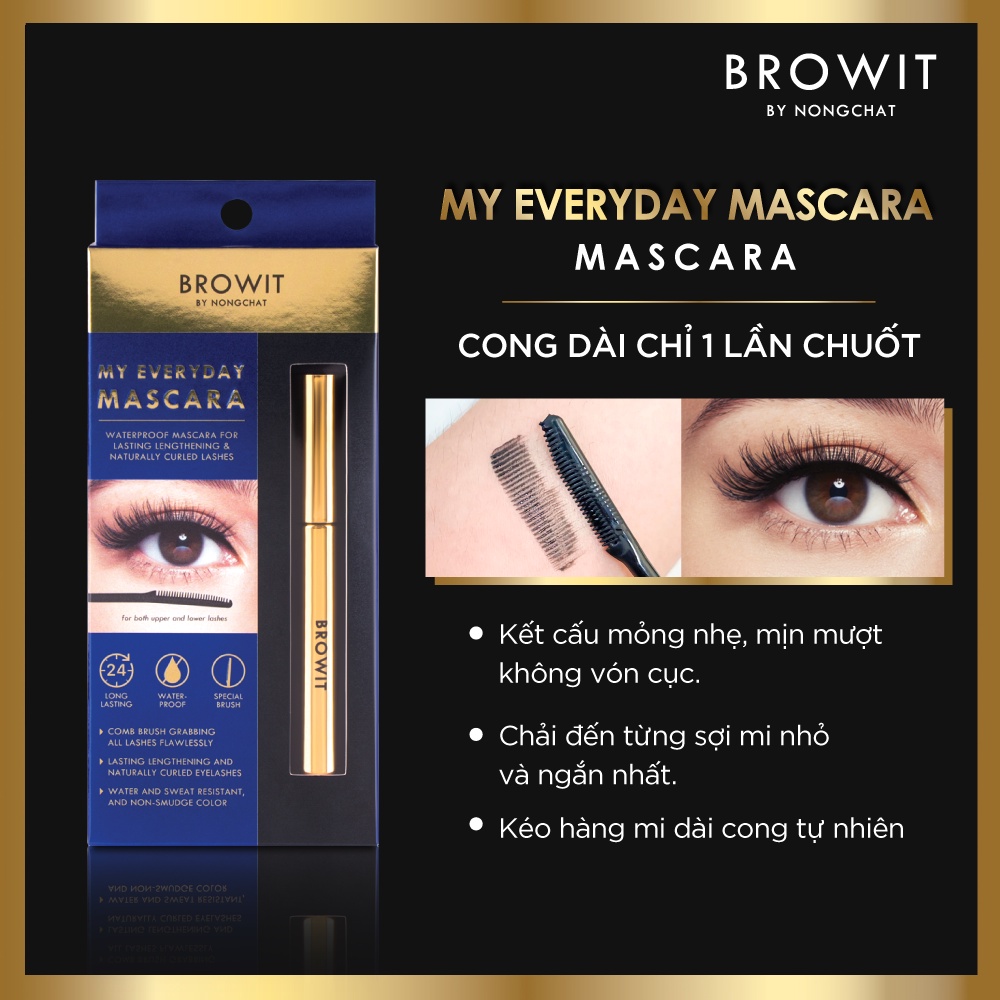 BROWIT
BY NONGCHAT
MY EVERYDAY MASCARA
MASCARA
CONG DÀI CHỈ 1 LẦN CHUỐT
Kết cấu mỏng nhẹ, mịn mượt
không vón cục.
Chải đến từng sợi mi nhỏ
và ngắn nhất.
Kéo hàng mi dài cong tự nhiên
BROWIT
BY NONGCHAT
MY EVERYDAY
MASCARA
WATERPROOF MASCARA FOR
LASTING LENGTHENING &
NATURALLY CURLED LASHES
for both upper and lower lashes
24
LONG
LASTING
WATER-
PROOF
SPECIAL
BRUSH
COMB BRUSH GRABBING
ALL LASHES FLAWLESSLY
LASTING LENGTHENING AND
NATURALLY CURLED EYELASHES
WATER AND SWEAT RESISTANT,
AND NON-SMUDGE COLOR
BROWIT